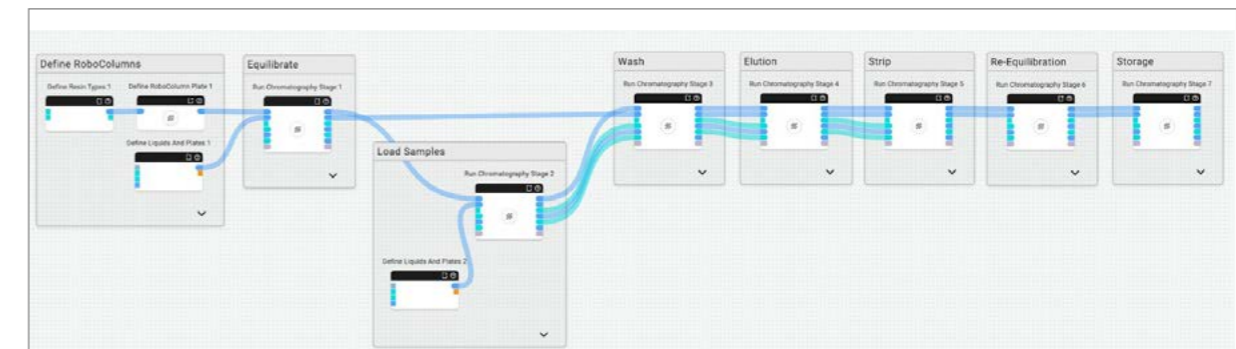 Define RoboColumns
Define Resin Types 1
Define RoboColumn Plate 1
Define Liquids And Plates 1
Equilibrate
Run Chromatography Stage 1
Load Samples
Run Chromatography Stage 2
Define Liquids And Plates 2
Wash
Run Chromatography Stage 3
Elution
Run Chromatography Stage 4
Strip
Run Chromatography Stage 5
Re-Equilibration
Run Chromatography Stage 6
Storage
Run Chromatography Stage 7